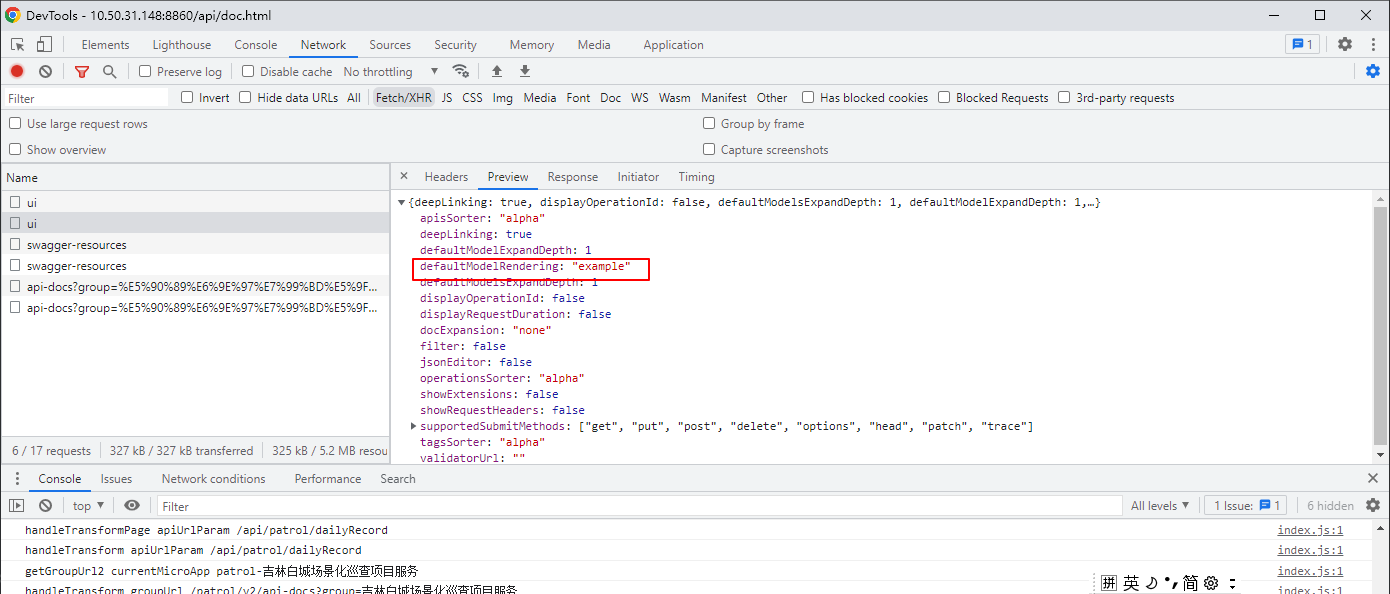 DevTools - 10.50.31.148:8860/api/doc.html
Elements Lighthouse Console Network Sources Security Memory Media Application 1
Preserve log Disable cache No throttling
Filter Invert Hide data URLs All Fetch/XHR JS CSS Img Media Font Doc WS Wasm Manifest Other Has blocked cookies Blocked Requests 3rd-party requests
Use large request rows Group by frame
Show overview Capture screenshots
Name
ui
ui
swagger-resources
swagger-resources
api-docs?group=%E5%90%89%E6%9E%97%E7%99%BD%E5%9F...
api-docs?group=%E5%90%89%E6%9E%97%E7%99%BD%E5%9F...
6 / 17 requests 327 kB / 327 kB transferred 325 kB / 5.2 MB resou
Headers Preview Response Initiator Timing
{deepLinking: true, displayOperationId: false, defaultModelsExpandDepth: 1, defaultModelExpandDepth: 1,…}
apisSorter: "alpha"
deepLinking: true
defaultModelExpandDepth: 1
defaultModelRendering: "example"
defaultModelsExpandDepth: 1
displayOperationId: false
displayRequestDuration: false
docExpansion: "none"
filter: false
jsonEditor: false
operationsSorter: "alpha"
showExtensions: false
showRequestHeaders: false
supportedSubmitMethods: ["get", "put", "post", "delete", "options", "head", "patch", "trace"]
tagsSorter: "alpha"
validatorUrl: ""
Console Issues Network conditions Performance Search
top Filter All levels 1 Issue: 1 6 hidden
handleTransformPage apiUrlParam /api/patrol/dailyRecord index.js:1
handleTransform apiUrlParam /api/patrol/dailyRecord index.js:1
getGroupUrl2 currentMicroApp patrol-吉林白城场景化巡查项目服务 index.js:1
handleTransform groupUrl /patrol/v2/api-docs?group=吉林白城场景化巡查项目服务 index.js:1
拼 英 简